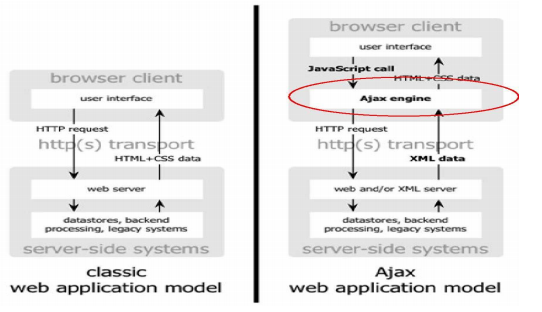 browser client
user interface
HTTP request
http(s) transport
HTML+CSS data
web server
datastores, backend
processing, legacy systems
server-side systems
classic
web application model
browser client
user interface
JavaScript call
HTML+CSS data
Ajax engine
HTTP request
http(s) transport
XML data
web and/or XML server
datastores, backend
processing, legacy systems
server-side systems
Ajax
web application model